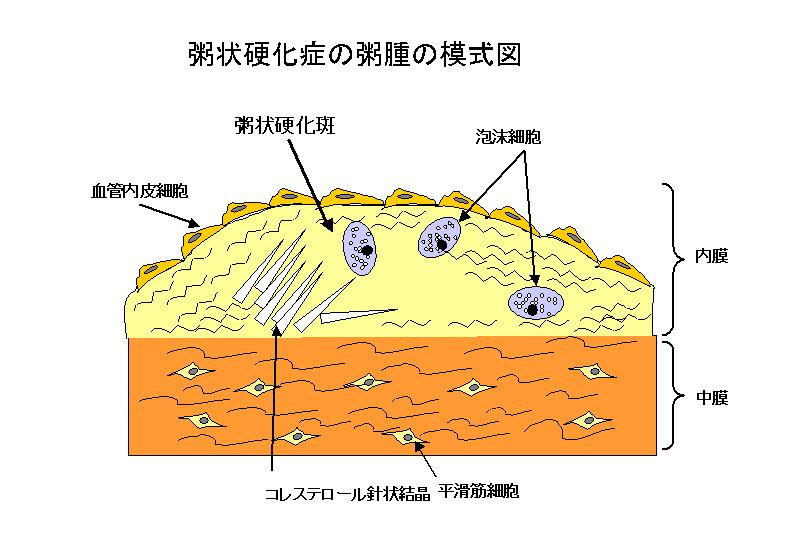 粥状硬化症の粥腫の模式図
粥状硬化斑
泡沫細胞
血管内皮細胞
内膜
中膜
コレステロール針状結晶
平滑筋細胞